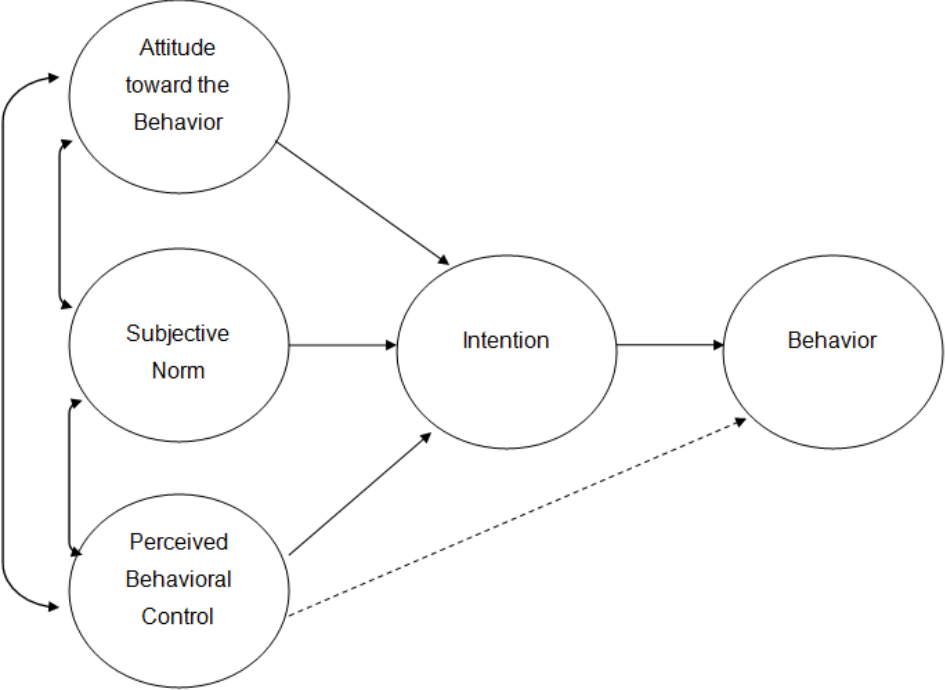 Attitude
toward the
Behavior
Subjective
Norm
Intention
Behavior
Perceived
Behavioral
Control